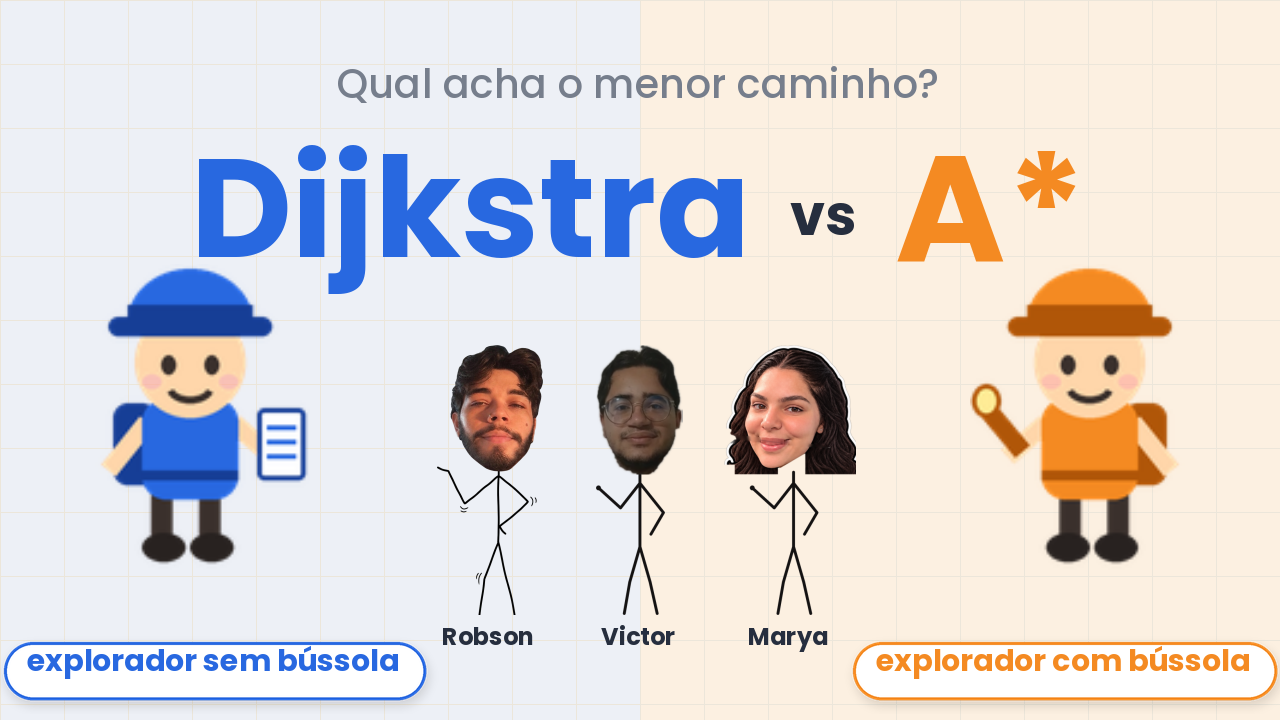 Qual acha o menor caminho?
Dijkstra vs A*
Robson Victor Marya
explorador sem bússola
explorador com bússola